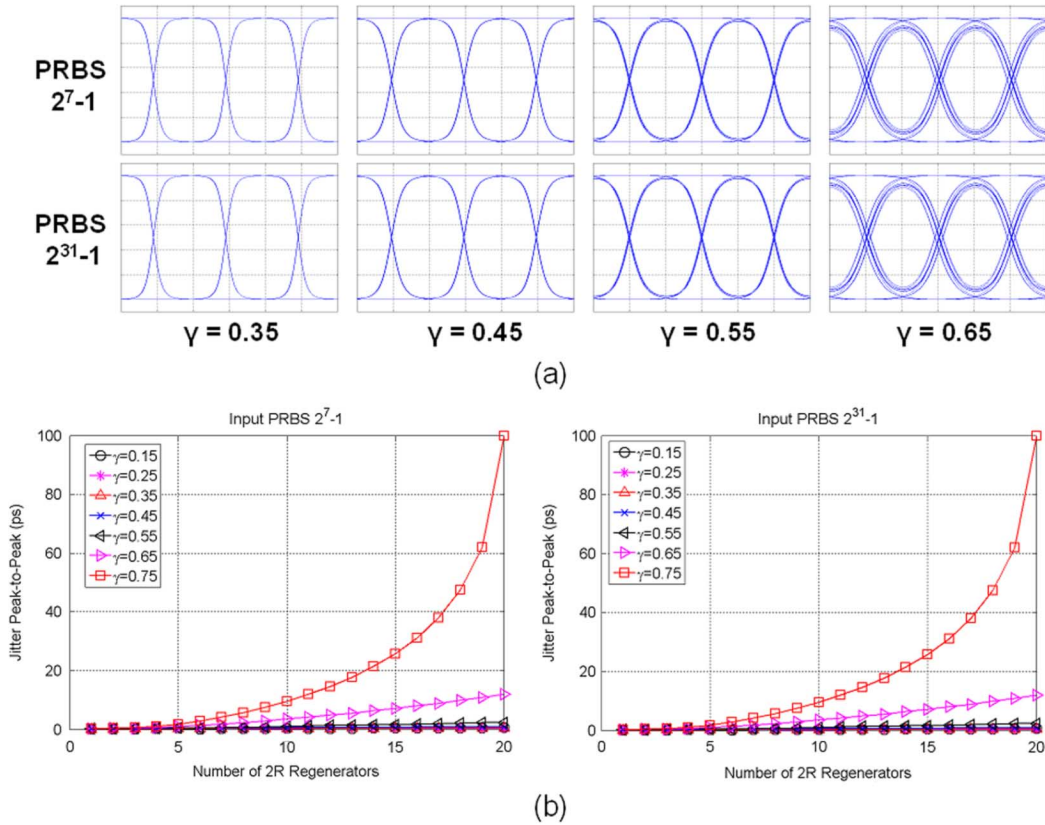 PRBS
2⁷-1
PRBS
2³¹-1
γ = 0.35
γ = 0.45
γ = 0.55
γ = 0.65
(a)
Input PRBS 2⁷-1
100
80
60
40
20
0
0
5
10
15
20
Jitter Peak-to-Peak (ps)
Number of 2R Regenerators
γ=0.15
γ=0.25
γ=0.35
γ=0.45
γ=0.55
γ=0.65
γ=0.75
Input PRBS 2³¹-1
100
80
60
40
20
0
0
5
10
15
20
Jitter Peak-to-Peak (ps)
Number of 2R Regenerators
γ=0.15
γ=0.25
γ=0.35
γ=0.45
γ=0.55
γ=0.65
γ=0.75
(b)